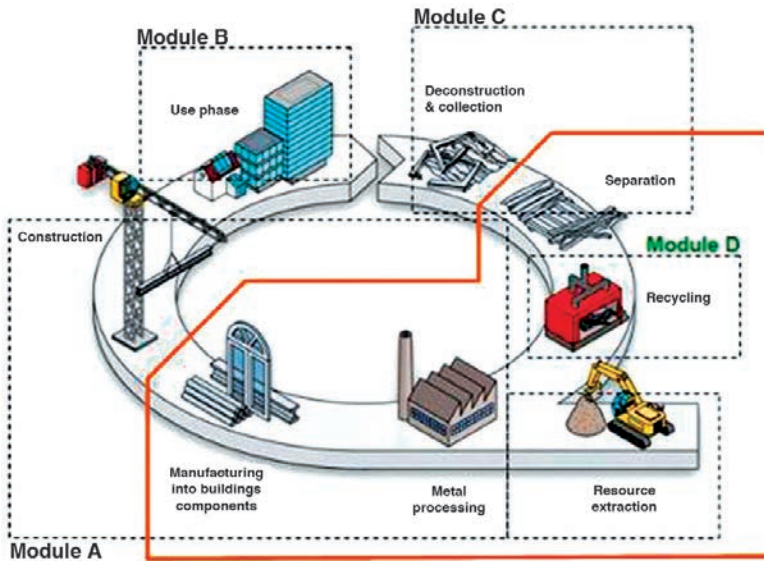 Module B
Module C
Use phase
Deconstruction
& collection
Separation
Construction
Module D
Recycling
Manufacturing
into buildings
components
Metal
processing
Resource
extraction
Module A